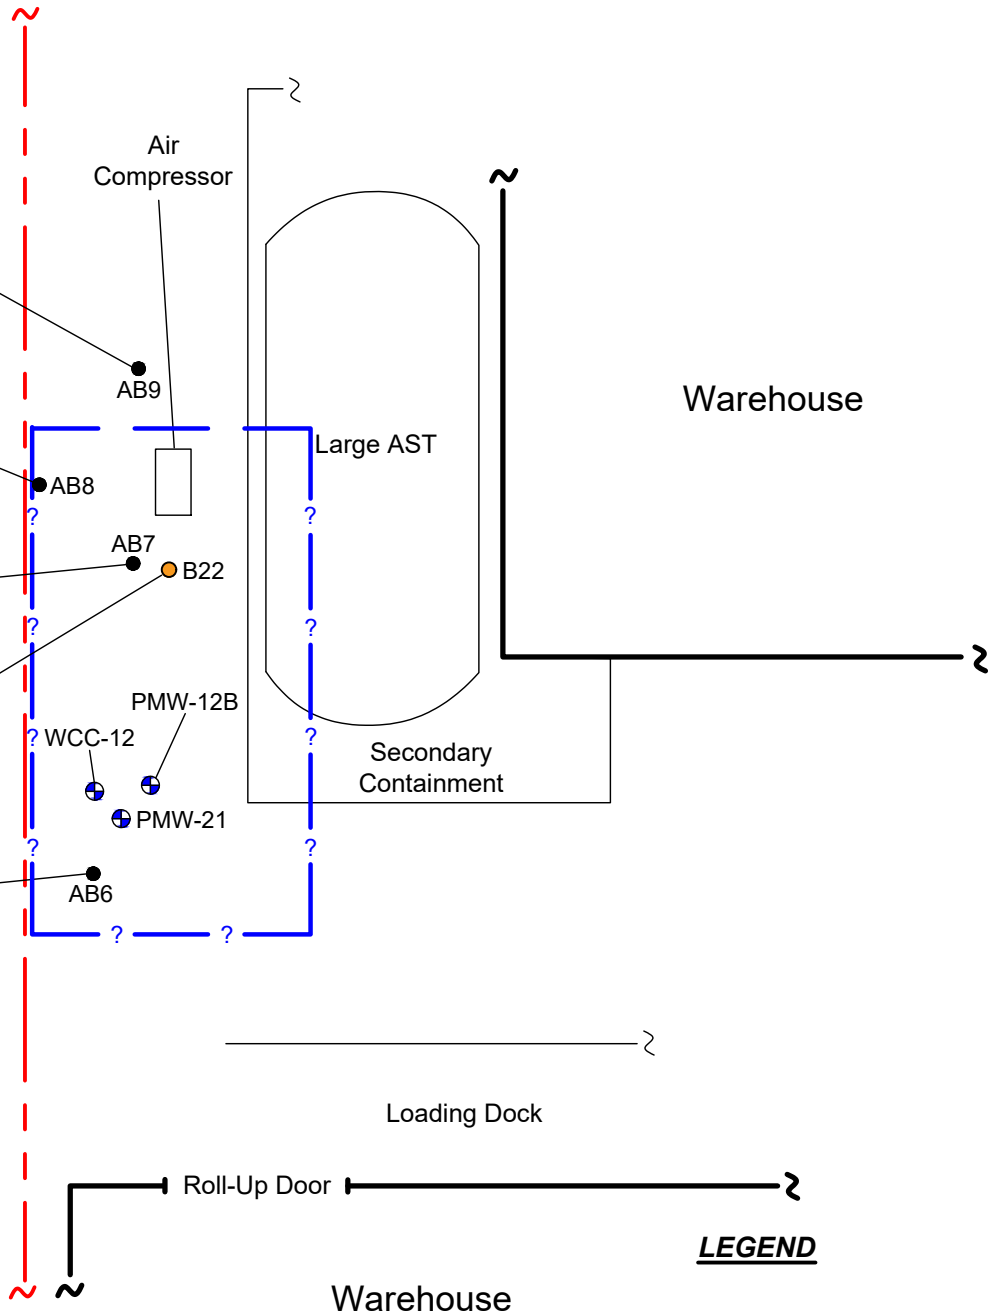 Air
Compressor
AB9
Warehouse
Large AST
AB8
?
?
AB7
B22
?
?
PMW-12B
?
WCC-12
?
Secondary
Containment
PMW-21
?
?
AB6
?
?
Loading Dock
Roll-Up Door
LEGEND
Warehouse